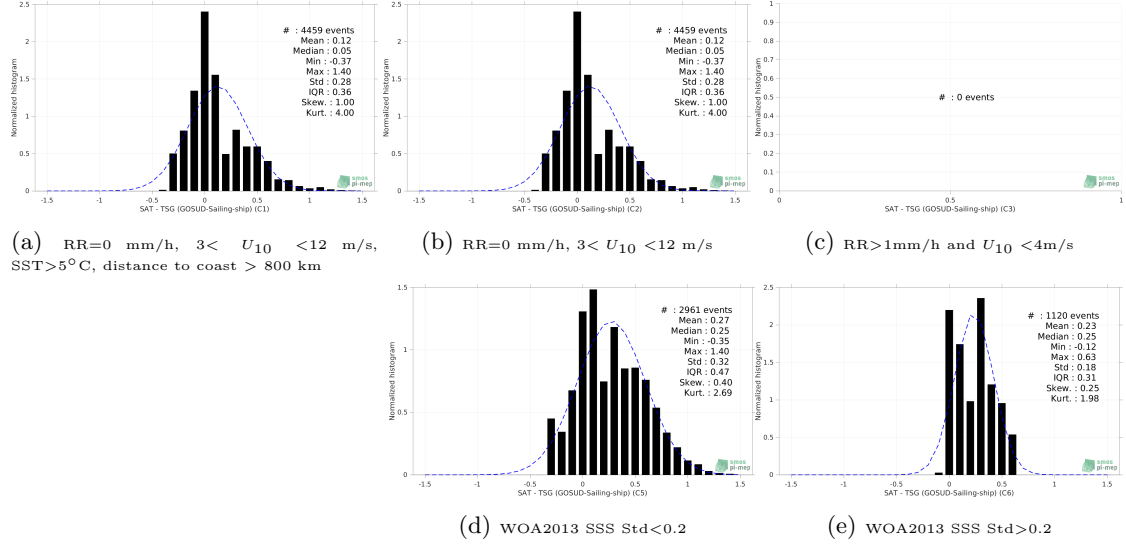 2.5
2
1.5
1
0.5
0
Normalized histogram
# : 4459 events
Mean : 0.12
Median : 0.05
Min : -0.37
Max : 1.40
Std : 0.28
IQR : 0.36
Skew. : 1.00
Kurt. : 4.00
smos
pi-mep
-1.5 -1 -0.5 0 0.5 1 1.5
SAT - TSG (GOSUD-Sailing-ship) (C1)
(a) RR=0 mm/h, 3< U10 <12 m/s,
SST>5°C, distance to coast > 800 km
2.5
2
1.5
1
0.5
0
Normalized histogram
# : 4459 events
Mean : 0.12
Median : 0.05
Min : -0.37
Max : 1.40
Std : 0.28
IQR : 0.36
Skew. : 1.00
Kurt. : 4.00
smos
pi-mep
-1.5 -1 -0.5 0 0.5 1 1.5
SAT - TSG (GOSUD-Sailing-ship) (C2)
(b) RR=0 mm/h, 3< U10 <12 m/s
1
0.9
0.8
0.7
0.6
0.5
0.4
0.3
0.2
0.1
0
Normalized histogram
# : 0 events
smos
pi-mep
0 0.5 1
SAT - TSG (GOSUD-Sailing-ship) (C3)
(c) RR>1mm/h and U10 <4m/s
1.5
1
0.5
0
Normalized histogram
# : 2961 events
Mean : 0.27
Median : 0.25
Min : -0.35
Max : 1.40
Std : 0.32
IQR : 0.47
Skew. : 0.40
Kurt. : 2.69
smos
pi-mep
-1.5 -1 -0.5 0 0.5 1 1.5
SAT - TSG (GOSUD-Sailing-ship) (C5)
(d) WOA2013 SSS Std<0.2
2.5
2
1.5
1
0.5
0
Normalized histogram
# : 1120 events
Mean : 0.23
Median : 0.25
Min : -0.12
Max : 0.63
Std : 0.18
IQR : 0.31
Skew. : 0.25
Kurt. : 1.98
smos
pi-mep
-1.5 -1 -0.5 0 0.5 1 1.5
SAT - TSG (GOSUD-Sailing-ship) (C6)
(e) WOA2013 SSS Std>0.2